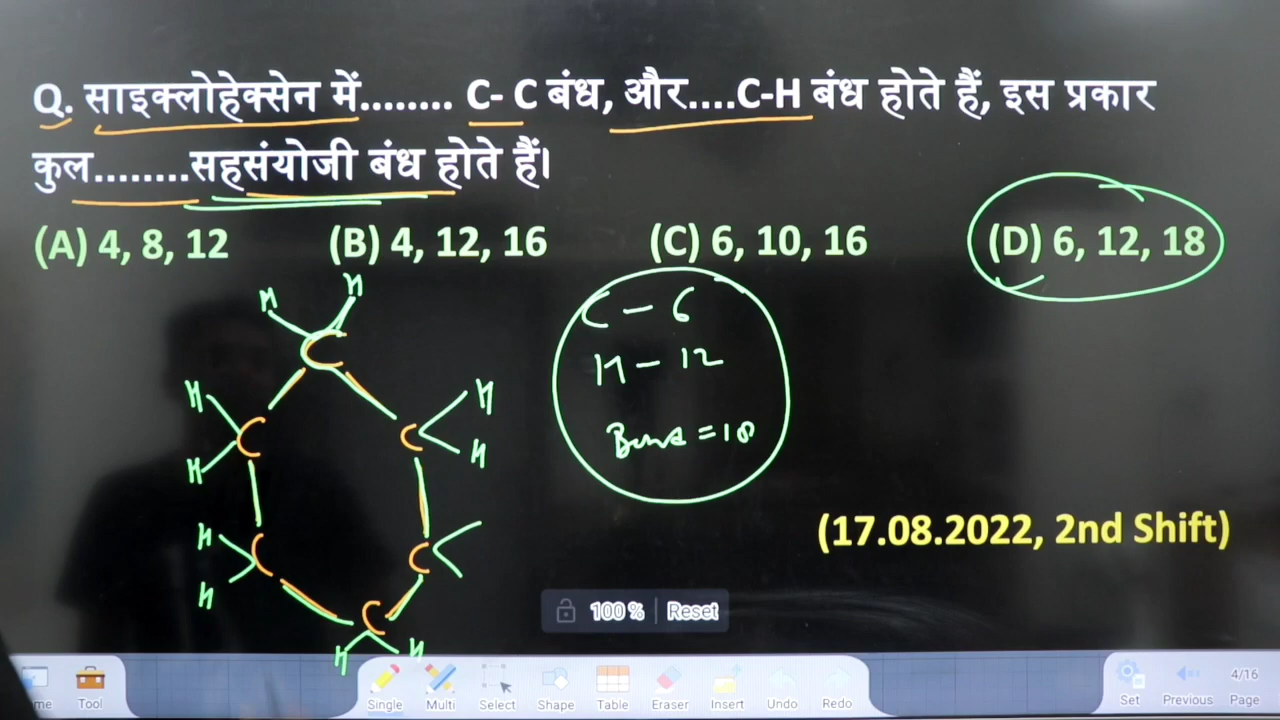 Q. साइक्लोहेक्सेन में........ C- C बंध, और....C-H बंध होते हैं, इस प्रकार
कुल........सहसंयोजी बंध होते हैं।
(A) 4, 8, 12 (B) 4, 12, 16 (C) 6, 10, 16 (D) 6, 12, 18
H H
C
C – 6
H – 12
H H
C C
H H
= 18
H
C C
H
C
H H
(17.08.2022, 2nd Shift)
100 % Reset
Tool Single Multi Select Shape Table Eraser Insert Undo Redo Set Previous Page
4/16